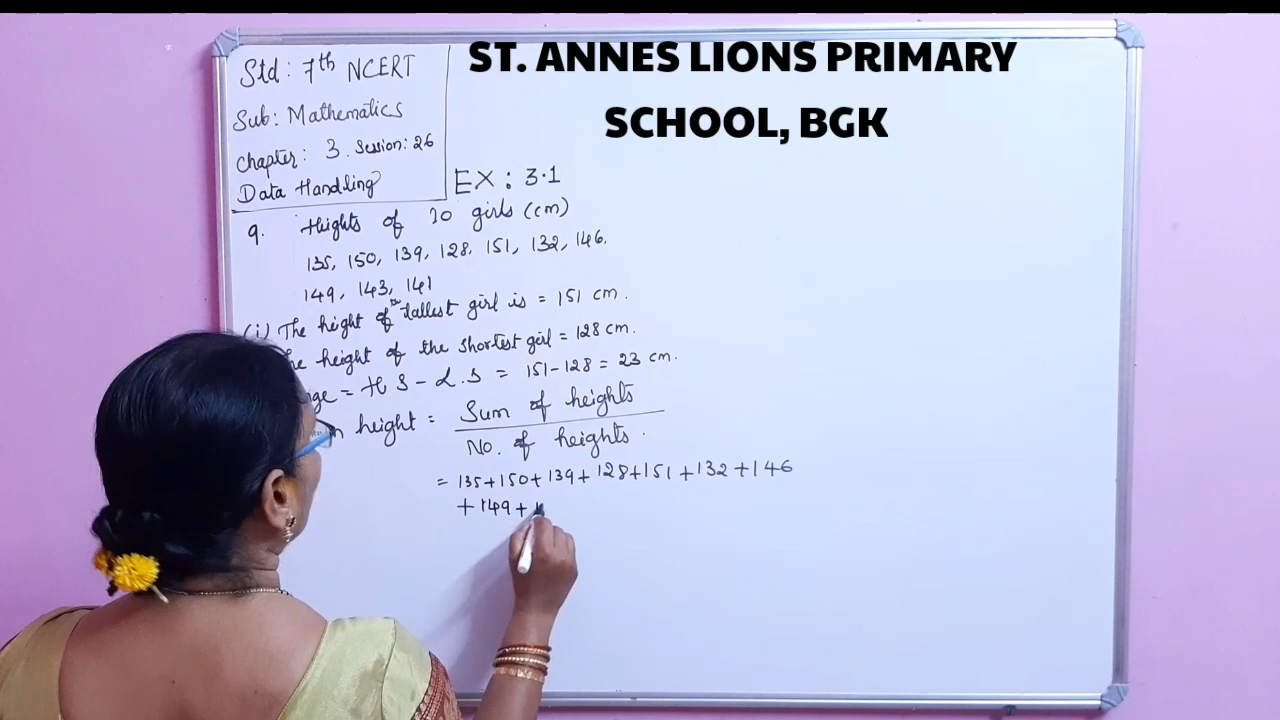 ST. ANNES LIONS PRIMARY
SCHOOL, BGK
Std: 7th NCERT
Sub: Mathematics
Chapter: 3. Session: 26
Data Handling
EX: 3.1
9. Heights of 10 girls (cm)
135, 150, 139, 128, 151, 132, 146,
149, 143, 141
(i) The height of the tallest girl is = 151 cm.
height of the shortest girl = 128 cm.
= H S - L.S = 151-128 = 23 cm.
height = Sum of heights
No. of heights.
= 135+150+139+128+151+132+146
+149+